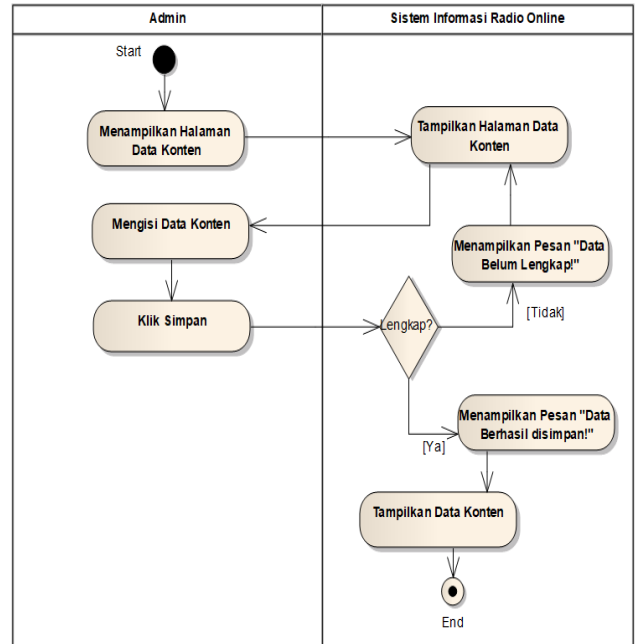 Admin
Sistem Informasi Radio Online
Start
Menampilkan Halaman
Data Konten
Tampilkan Halaman Data
Konten
Mengisi Data Konten
Menampilkan Pesan "Data
Belum Lengkap!"
Klik Simpan
Lengkap?
[Tidak]
Menampilkan Pesan "Data
Berhasil disimpan!"
[Ya]
Tampilkan Data Konten
End